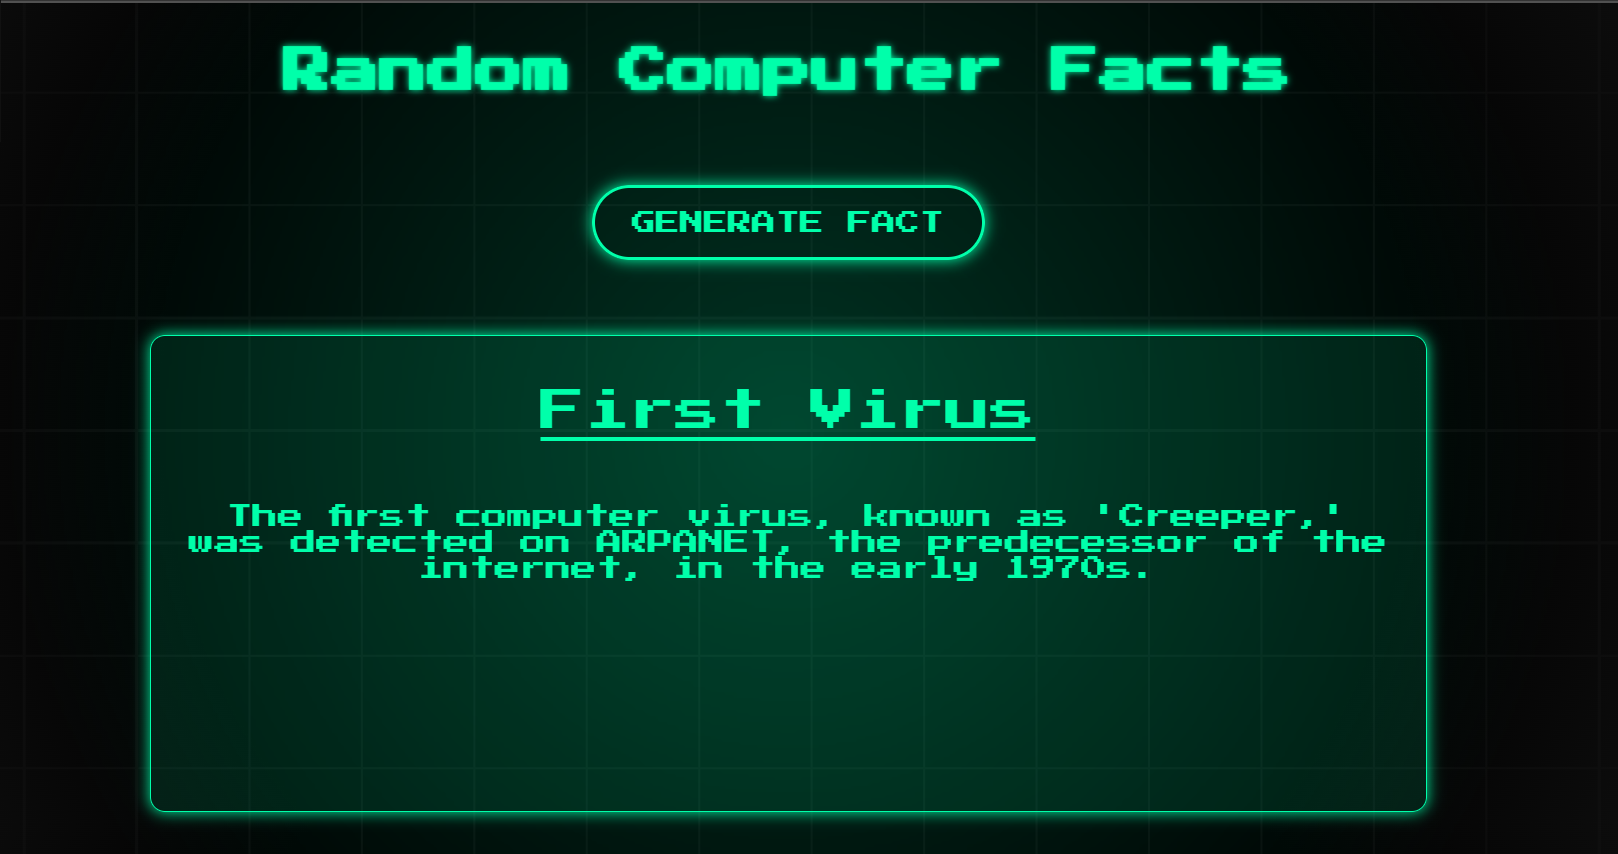 Random Computer Facts
GENERATE FACT
First Virus
The first computer virus, known as 'Creeper,'
was detected on ARPANET, the predecessor of the
internet, in the early 1970s.